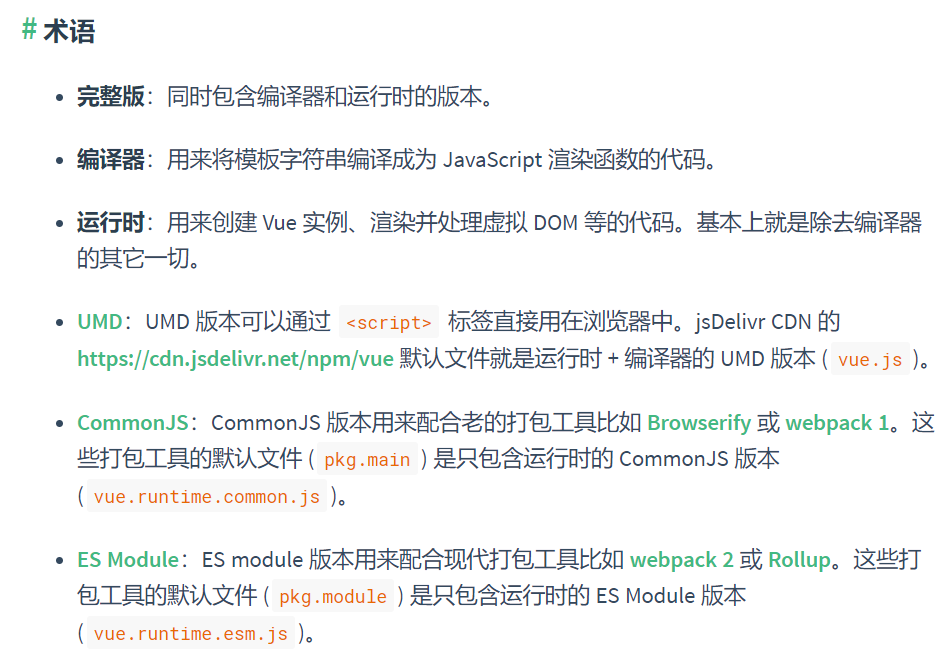 # 术语
• 完整版：同时包含编译器和运行时的版本。
• 编译器：用来将模板字符串编译成为 JavaScript 渲染函数的代码。
• 运行时：用来创建 Vue 实例、渲染并处理虚拟 DOM 等的代码。基本上就是除去编译器
的其它一切。
• UMD：UMD 版本可以通过 <script> 标签直接用在浏览器中。jsDelivr CDN 的
https://cdn.jsdelivr.net/npm/vue 默认文件就是运行时 + 编译器的 UMD 版本 (vue.js)。
• CommonJS：CommonJS 版本用来配合老的打包工具比如 Browserify 或 webpack 1。这
些打包工具的默认文件 (pkg.main) 是只包含运行时的 CommonJS 版本
(vue.runtime.common.js)。
• ES Module：ES module 版本用来配合现代打包工具比如 webpack 2 或 Rollup。这些打
包工具的默认文件 (pkg.module) 是只包含运行时的 ES Module 版本
(vue.runtime.esm.js)。